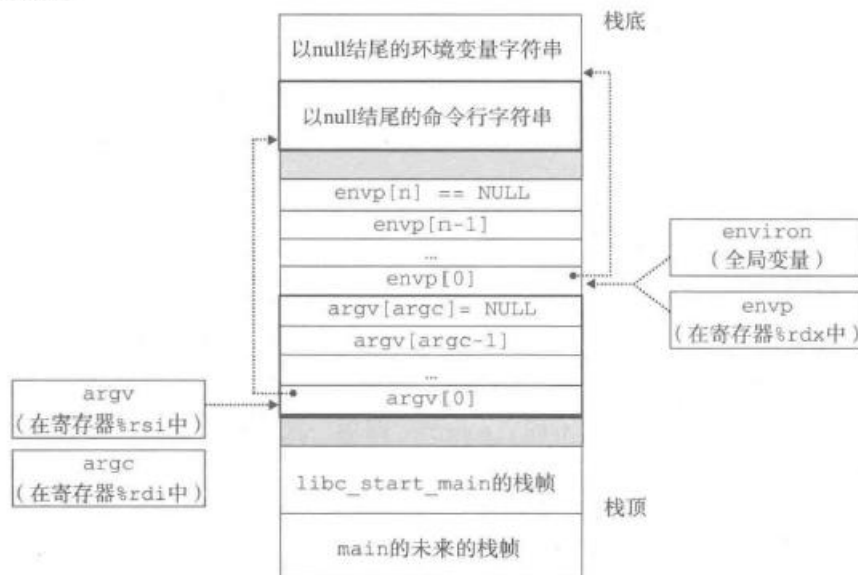 栈底
以null结尾的环境变量字符串
以null结尾的命令行字符串
envp[n] == NULL
envp[n-1]
…
envp[0]
argv[argc]= NULL
argv[argc-1]
…
argv[0]
environ
(全局变量)
envp
(在寄存器%rdx中)
argv
(在寄存器%rsi中)
argc
(在寄存器%rdi中)
libc_start_main的栈帧
栈顶
main的未来的栈帧